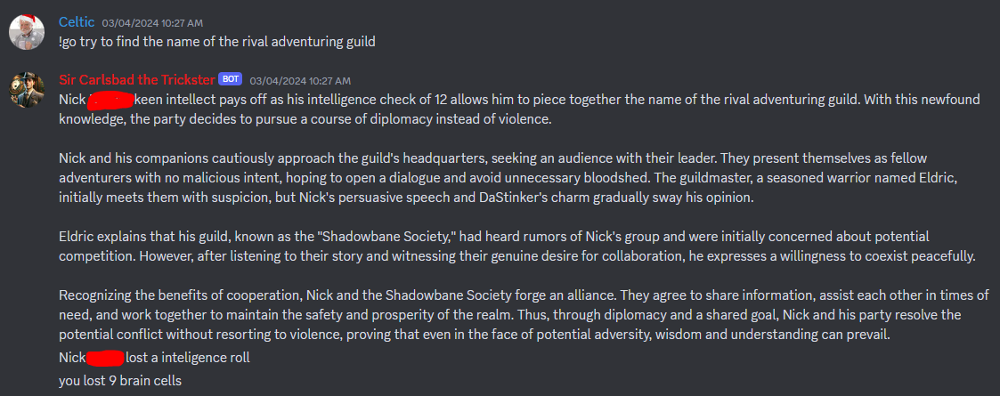 Celtic 03/04/2024 10:27 AM
!go try to find the name of the rival adventuring guild
Sir Carlsbad the Trickster BOT 03/04/2024 10:27 AM
Nick keen intellect pays off as his intelligence check of 12 allows him to piece together the name of the rival adventuring guild. With this newfound
knowledge, the party decides to pursue a course of diplomacy instead of violence.
Nick and his companions cautiously approach the guild's headquarters, seeking an audience with their leader. They present themselves as fellow
adventurers with no malicious intent, hoping to open a dialogue and avoid unnecessary bloodshed. The guildmaster, a seasoned warrior named Eldric,
initially meets them with suspicion, but Nick's persuasive speech and DaStinker's charm gradually sway his opinion.
Eldric explains that his guild, known as the "Shadowbane Society," had heard rumors of Nick's group and were initially concerned about potential
competition. However, after listening to their story and witnessing their genuine desire for collaboration, he expresses a willingness to coexist peacefully.
Recognizing the benefits of cooperation, Nick and the Shadowbane Society forge an alliance. They agree to share information, assist each other in times of
need, and work together to maintain the safety and prosperity of the realm. Thus, through diplomacy and a shared goal, Nick and his party resolve the
potential conflict without resorting to violence, proving that even in the face of potential adversity, wisdom and understanding can prevail.
Nick lost a inteligence roll
you lost 9 brain cells